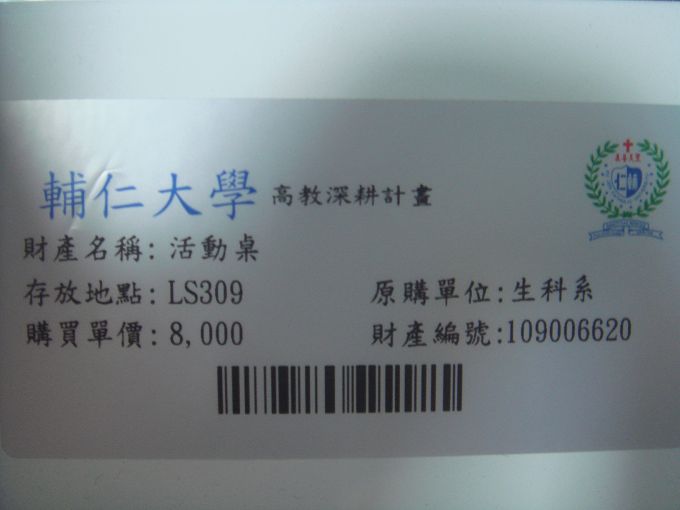 輔仁大學 高教深耕計畫
財產名稱: 活動桌
存放地點: LS309 原購單位:生科系
購買單價: 8,000 財產編號:109006620